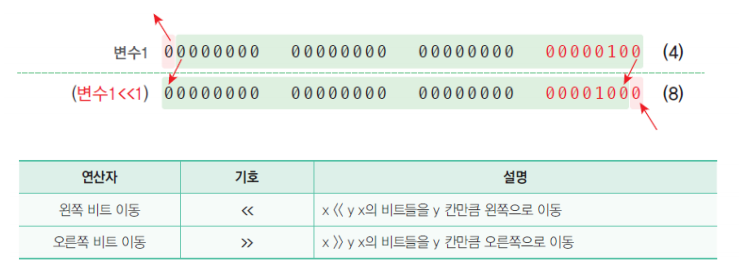 변수1 00000000 00000000 00000000 00000100 (4)
(변수1<<1) 00000000 00000000 00000000 00001000 (8)
연산자 기호 설명
왼쪽 비트 이동 << x << y x의 비트들을 y 칸만큼 왼쪽으로 이동
오른쪽 비트 이동 >> x >> y x의 비트들을 y 칸만큼 오른쪽으로 이동